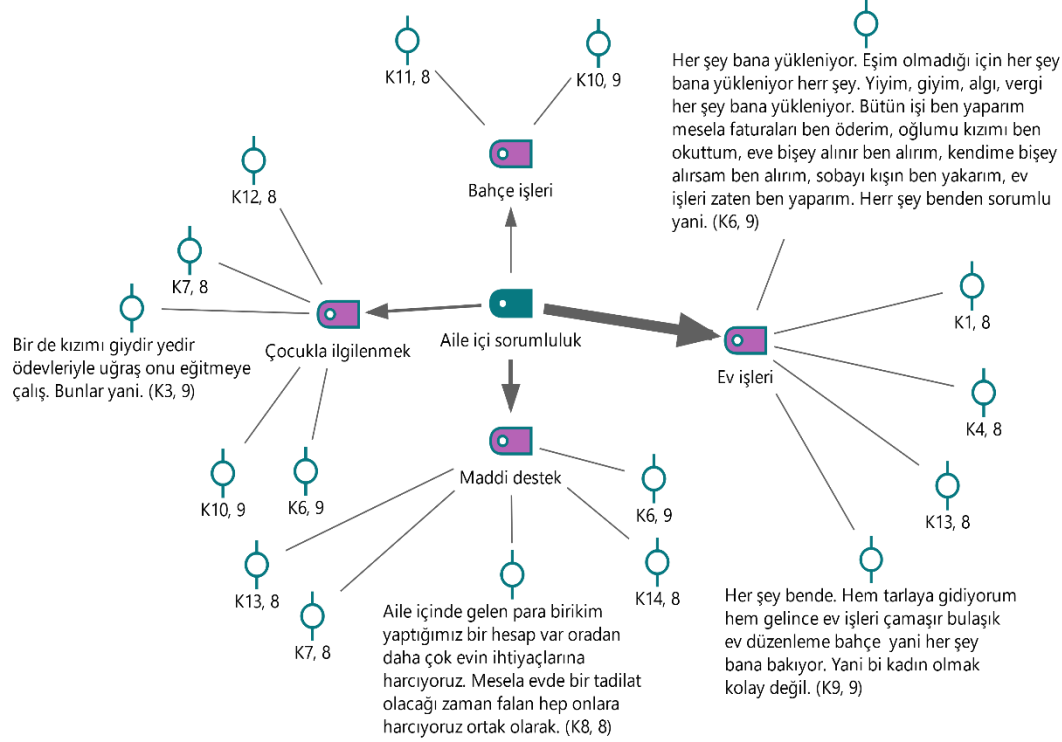 K11, 8
K10, 9
Bahçe işleri
Her şey bana yükleniyor. Eşim olmadığı için her şey
bana yükleniyor herr şey. Yiyim, giyim, algı, vergi
her şey bana yükleniyor. Bütün işi ben yaparım
mesela faturaları ben öderim, oğlumu kızımı ben
okuttum, eve bişey alınır ben alırım, kendime bişey
alırsam ben alırım, sobayı kışın ben yakarım, ev
işleri zaten ben yaparım. Herr şey benden sorumlu
yani. (K6, 9)
K12, 8
K7, 8
Bir de kızımı giydir yedir
ödevleriyle uğraş onu eğitmeye
çalış. Bunlar yani. (K3, 9)
Çocukla ilgilenmek
Aile içi sorumluluk
Ev işleri
K1, 8
K4, 8
K10, 9
K6, 9
Maddi destek
K6, 9
K13, 8
K13, 8
K7, 8
K14, 8
Aile içinde gelen para birikim
yaptığımız bir hesap var oradan
daha çok evin ihtiyaçlarına
harcıyoruz. Mesela evde bir tadilat
olacağı zaman falan hep onlara
harcıyoruz ortak olarak. (K8, 8)
Her şey bende. Hem tarlaya gidiyorum
hem gelince ev işleri çamaşır bulaşık
ev düzenleme bahçe  yani her şey
bana bakıyor. Yani bi kadın olmak
kolay değil. (K9, 9)